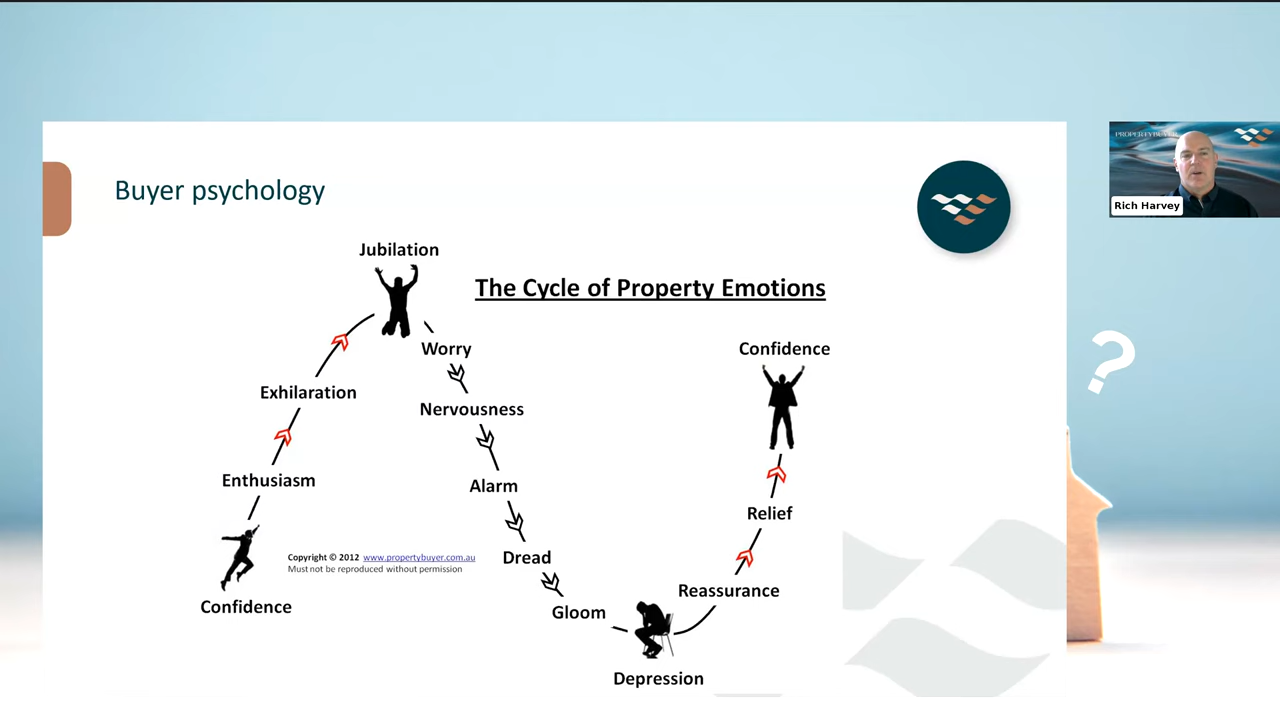 PROPERTYBUYER
Rich Harvey
Buyer psychology
Jubilation
The Cycle of Property Emotions
Worry
Confidence
Exhilaration
Nervousness
Enthusiasm
Alarm
Relief
Copyright © 2012 www.propertybuyer.com.au
Must not be reproduced without permission
Dread
Reassurance
Confidence
Gloom
Depression
?